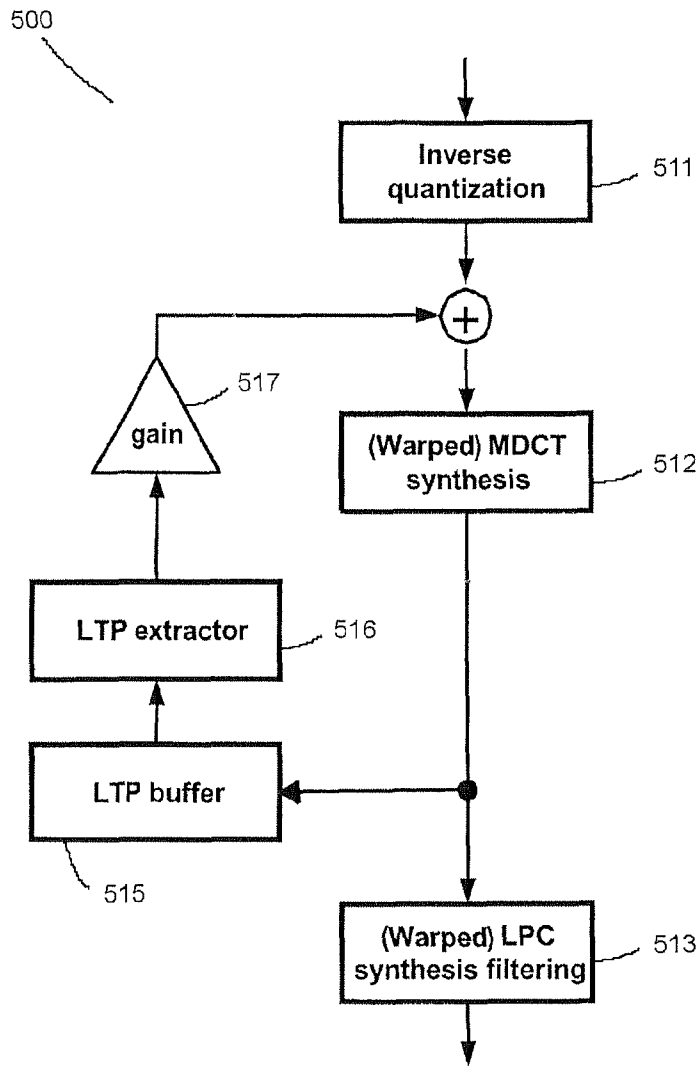 500
Inverse
quantization
511
+
517
gain
(Warped) MDCT
synthesis
512
LTP extractor
516
LTP buffer
515
(Warped) LPC
synthesis filtering
513